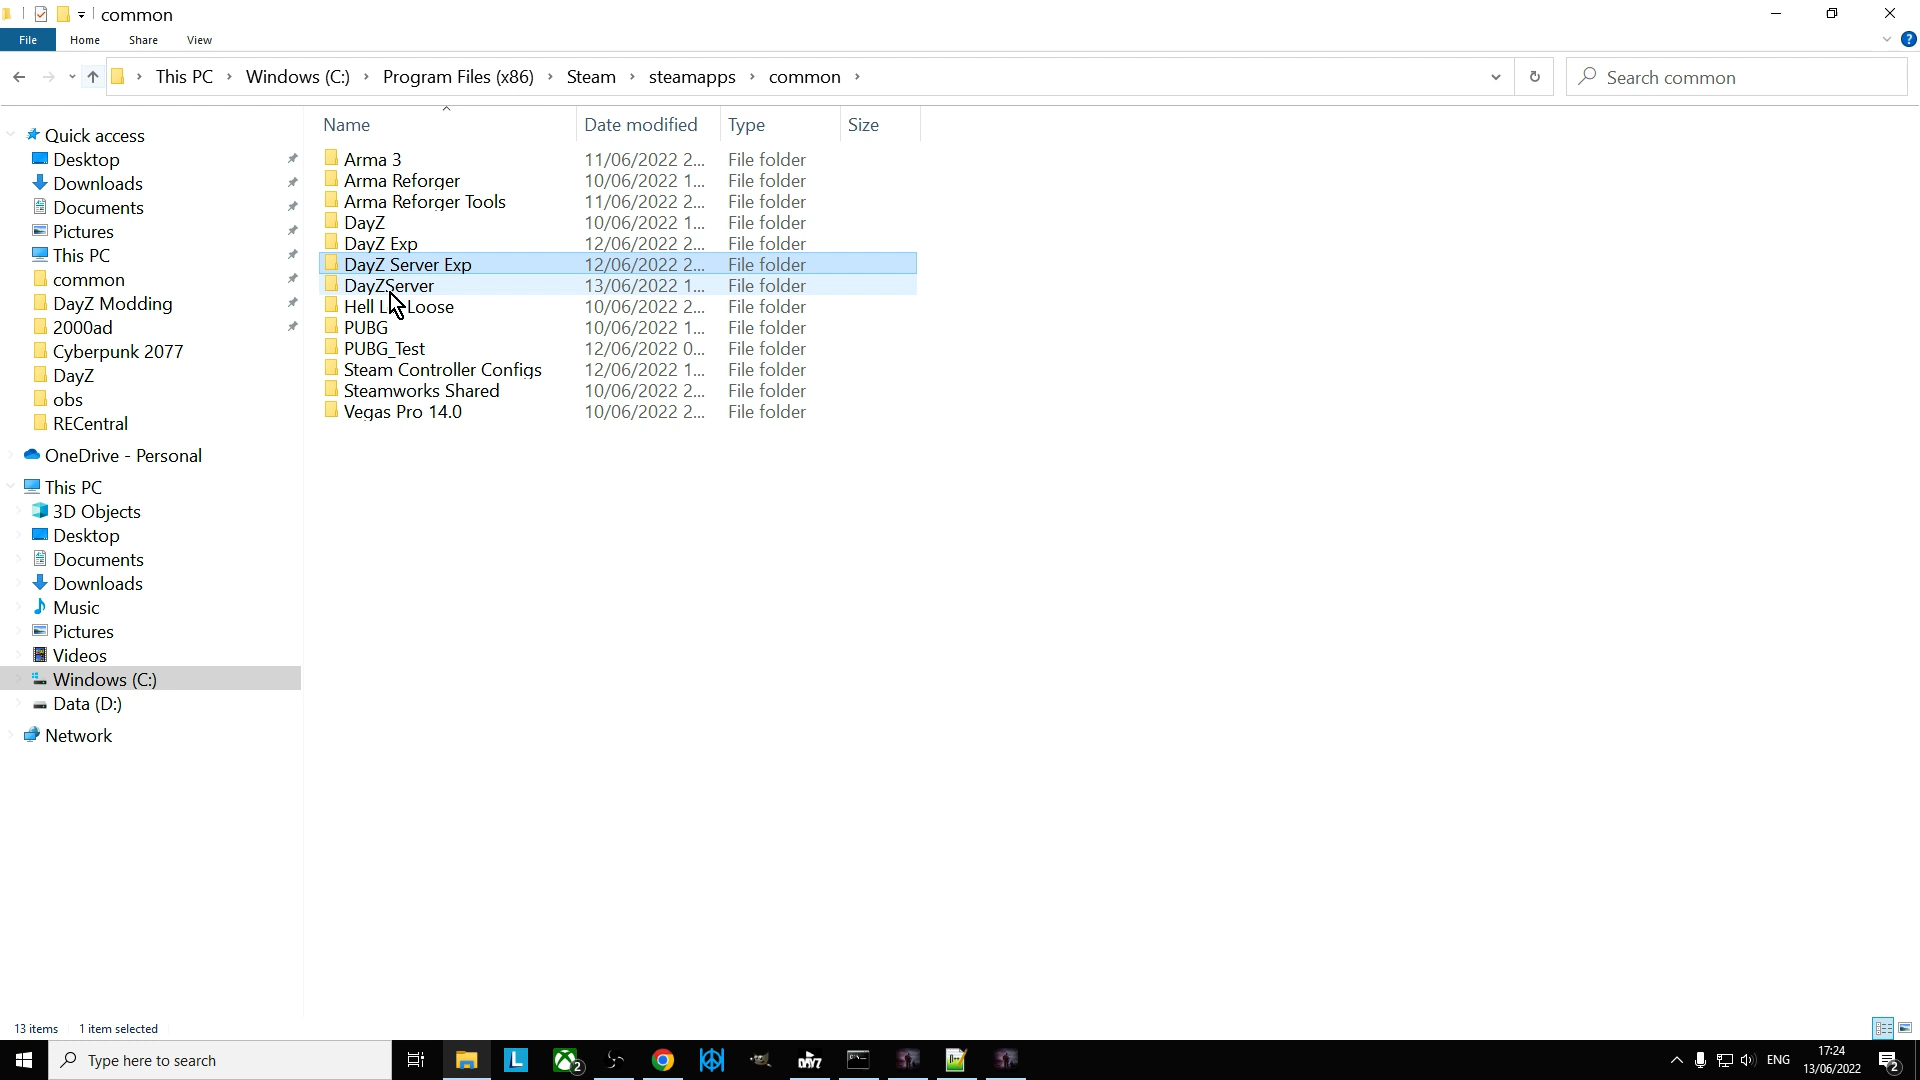 common
File Home Share View
This PC Windows (C:) Program Files (x86) Steam steamapps common
Search common
Name Date modified Type Size
Quick access
Desktop
Downloads
Documents
Pictures
This PC
common
DayZ Modding
2000ad
Cyberpunk 2077
DayZ
obs
RECentral
OneDrive - Personal
This PC
3D Objects
Desktop
Documents
Downloads
Music
Pictures
Videos
Windows (C:)
Data (D:)
Network
Arma 3 11/06/2022 2... File folder
Arma Reforger 10/06/2022 1... File folder
Arma Reforger Tools 11/06/2022 2... File folder
DayZ 10/06/2022 1... File folder
DayZ Exp 12/06/2022 2... File folder
DayZ Server Exp 12/06/2022 2... File folder
DayZServer 13/06/2022 1... File folder
Hell Loose 10/06/2022 2... File folder
PUBG 10/06/2022 1... File folder
PUBG_Test 12/06/2022 0... File folder
Steam Controller Configs 12/06/2022 1... File folder
Steamworks Shared 10/06/2022 2... File folder
Vegas Pro 14.0 10/06/2022 2... File folder
13 items 1 item selected
Type here to search
L
2
DAYZ
ENG
17:24
13/06/2022
2